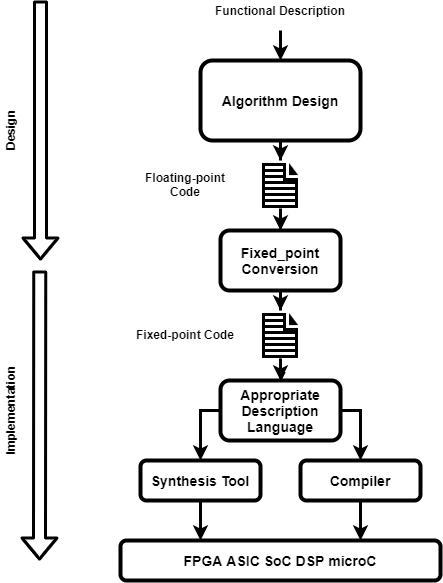 Functional Description
Design
Algorithm Design
Floating-point
Code
Fixed_point
Conversion
Fixed-point Code
Implementation
Appropriate
Description
Language
Synthesis Tool
Compiler
FPGA ASIC SoC DSP microC